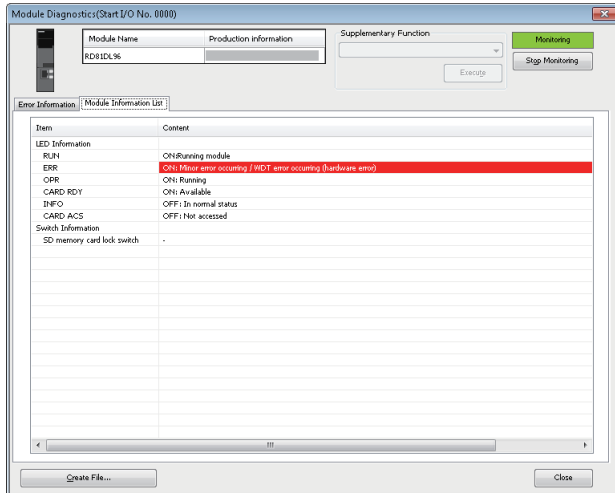 Module Diagnostics(Start I/O No. 0000)
Module Name Production information
RD81DL96
Supplementary Function
Execute
Monitoring
Stop Monitoring
Error Information Module Information List
Item Content
LED Information
RUN ON:Running module
ERR ON: Minor error occurring / WDT error occurring (hardware error)
OPR ON: Running
CARD RDY ON: Available
INFO OFF: In normal status
CARD ACS OFF: Not accessed
Switch Information
SD memory card lock switch -
Create File...
Close